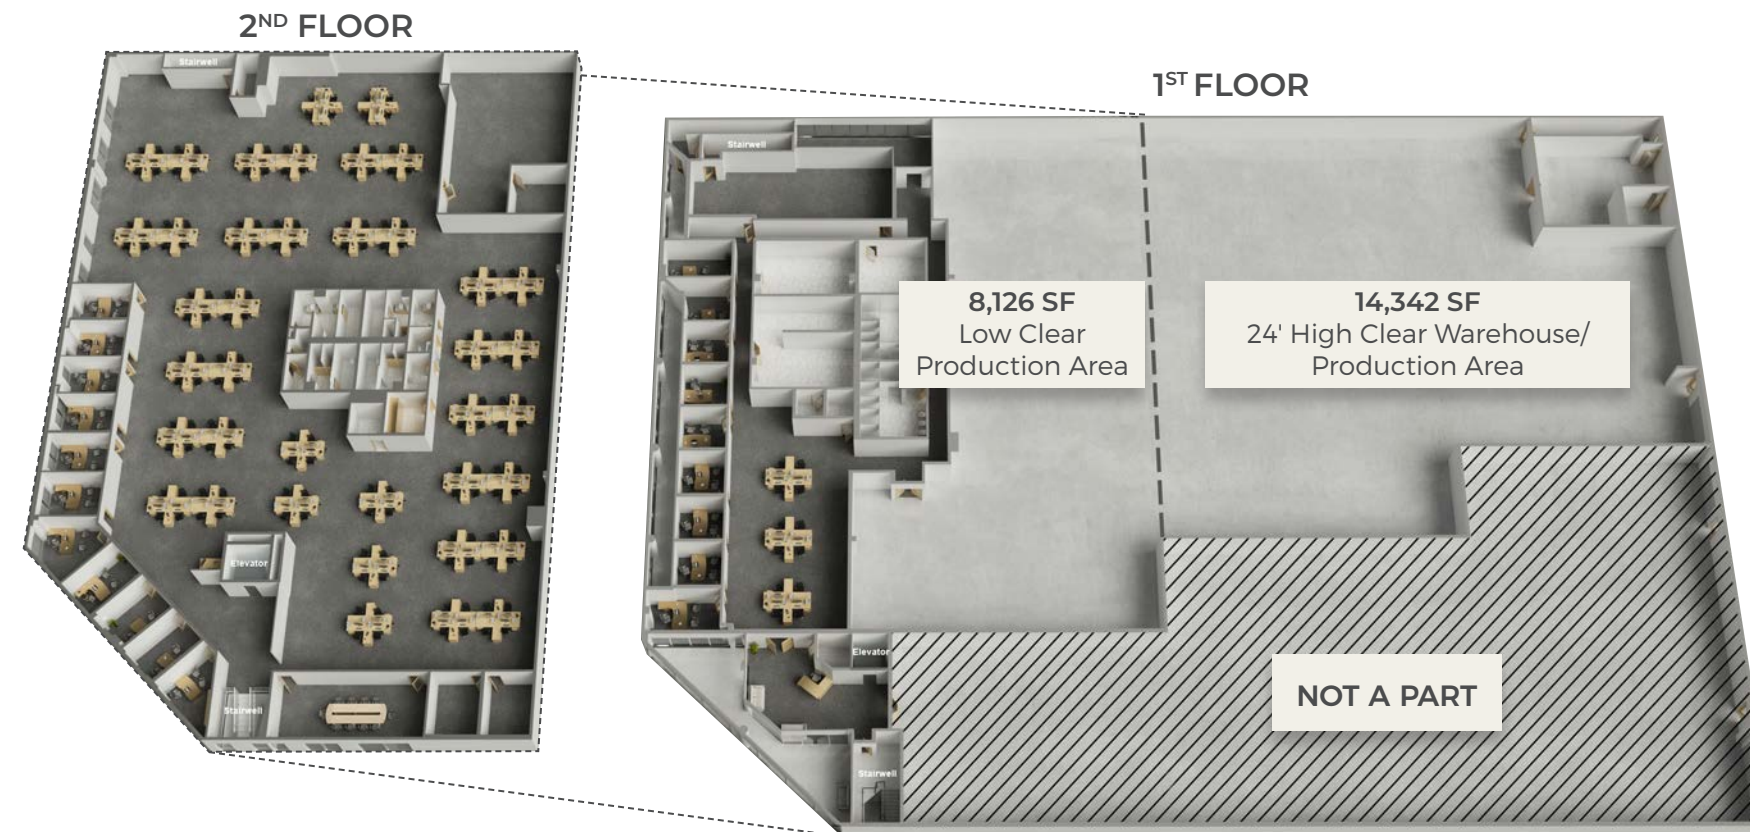 2ND FLOOR
1ST FLOOR
Stairwell
Elevator
Stairwell
Stairwell
8,126 SF
Low Clear
Production Area
14,342 SF
24' High Clear Warehouse/
Production Area
Elevator
NOT A PART
Stairwell